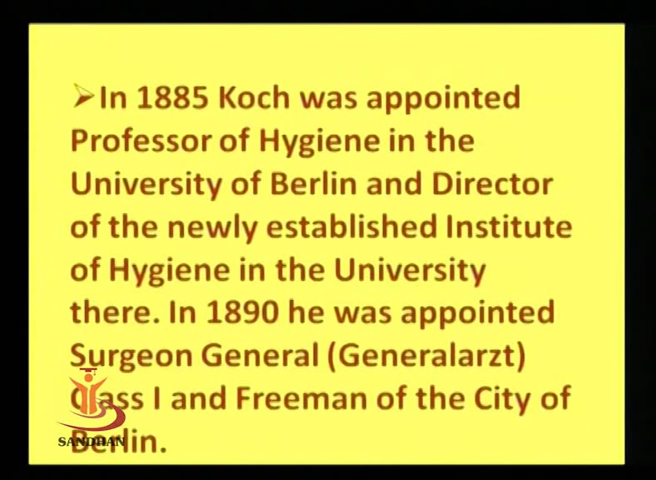 ➢In 1885 Koch was appointed
Professor of Hygiene in the
University of Berlin and Director
of the newly established Institute
of Hygiene in the University
there. In 1890 he was appointed
Surgeon General (Generalarzt)
Class I and Freeman of the City of
Berlin.
SANDHAN